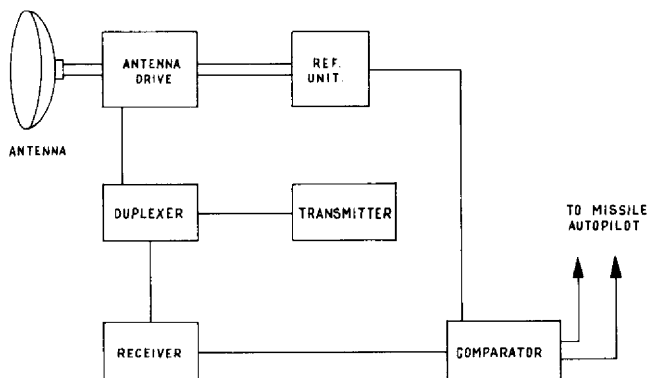 ANTENNA
DRIVE
REF.
UNIT.
ANTENNA
DUPLEXER
TRANSMITTER
TO MISSILE
AUTOPILOT
RECEIVER
COMPARATOR